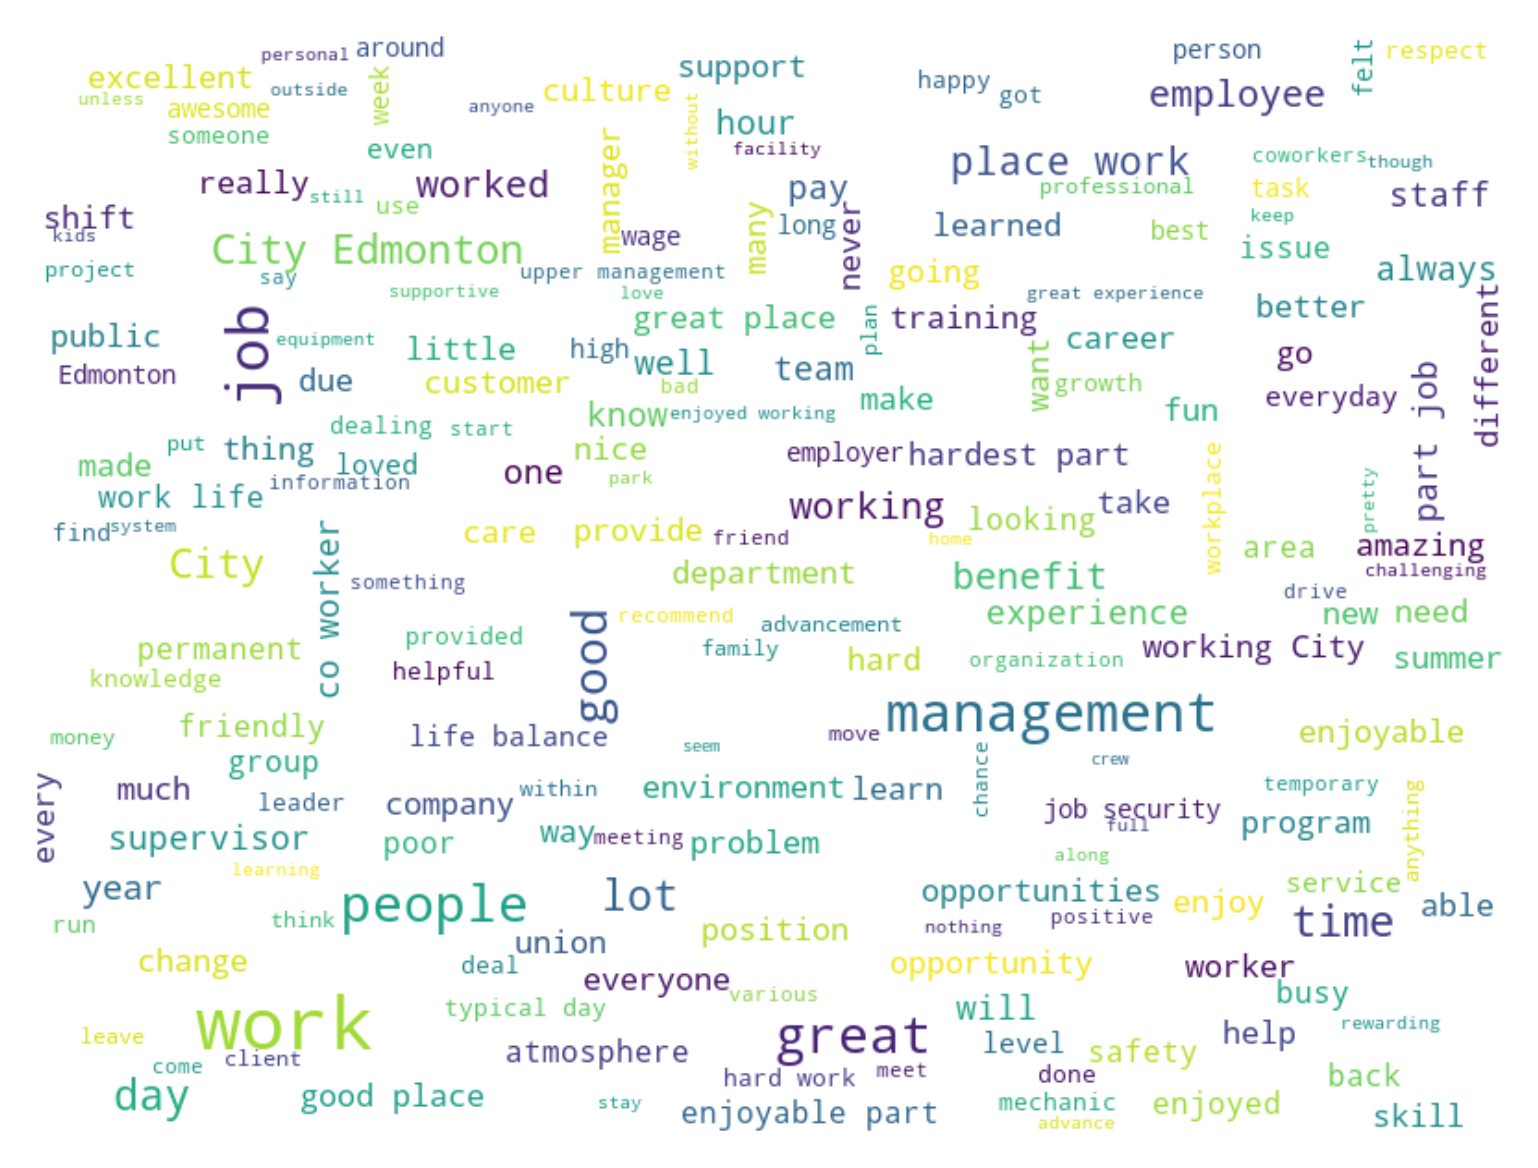 personal around
person
felt
respect
excellent
support
culture
happy got
employee
unless
outside
week
anyone
without
awesome
someone
hour
manager
even
facility
place work
coworkers though
really
worked
pay
professional
task
staff
still
use
shift
kids
wage
many
long
never
learned
best
keep
issue
City Edmonton
project
say
upper management
going
always
supportive
love
great experience
better
different
job
great place
plan
training
public
equipment
little
high
well
team
career
go
want
Edmonton
due
customer
bad
make
growth
everyday
part job
know
enjoyed working
fun
dealing start
put
thing
nice
employer
hardest part
made
loved
one
park
work life
information
working
take
workplace
pretty
looking
find
system
care
provide
friend
home
area
amazing
City
co worker
something
department
benefit
challenging
drive
good
recommend
experience
new
need
provided
advancement
permanent
family
hard
organization
working City
summer
knowledge
helpful
management
friendly
life balance
move
enjoyable
money
seem
group
chance
crew
every
much
leader
company
within
environment
learn
temporary
anything
job security
full
program
supervisor
poor
way
meeting
problem
along
learning
year
people
lot
opportunities
enjoy
service
able
run
think
position
nothing
positive
time
union
change
deal
everyone
opportunity
worker
various
busy
work
typical day
will
great
level
help
rewarding
leave
come
client
atmosphere
safety
hard work
meet
done
back
day
good place
stay
enjoyable part
mechanic
enjoyed
advance
skill